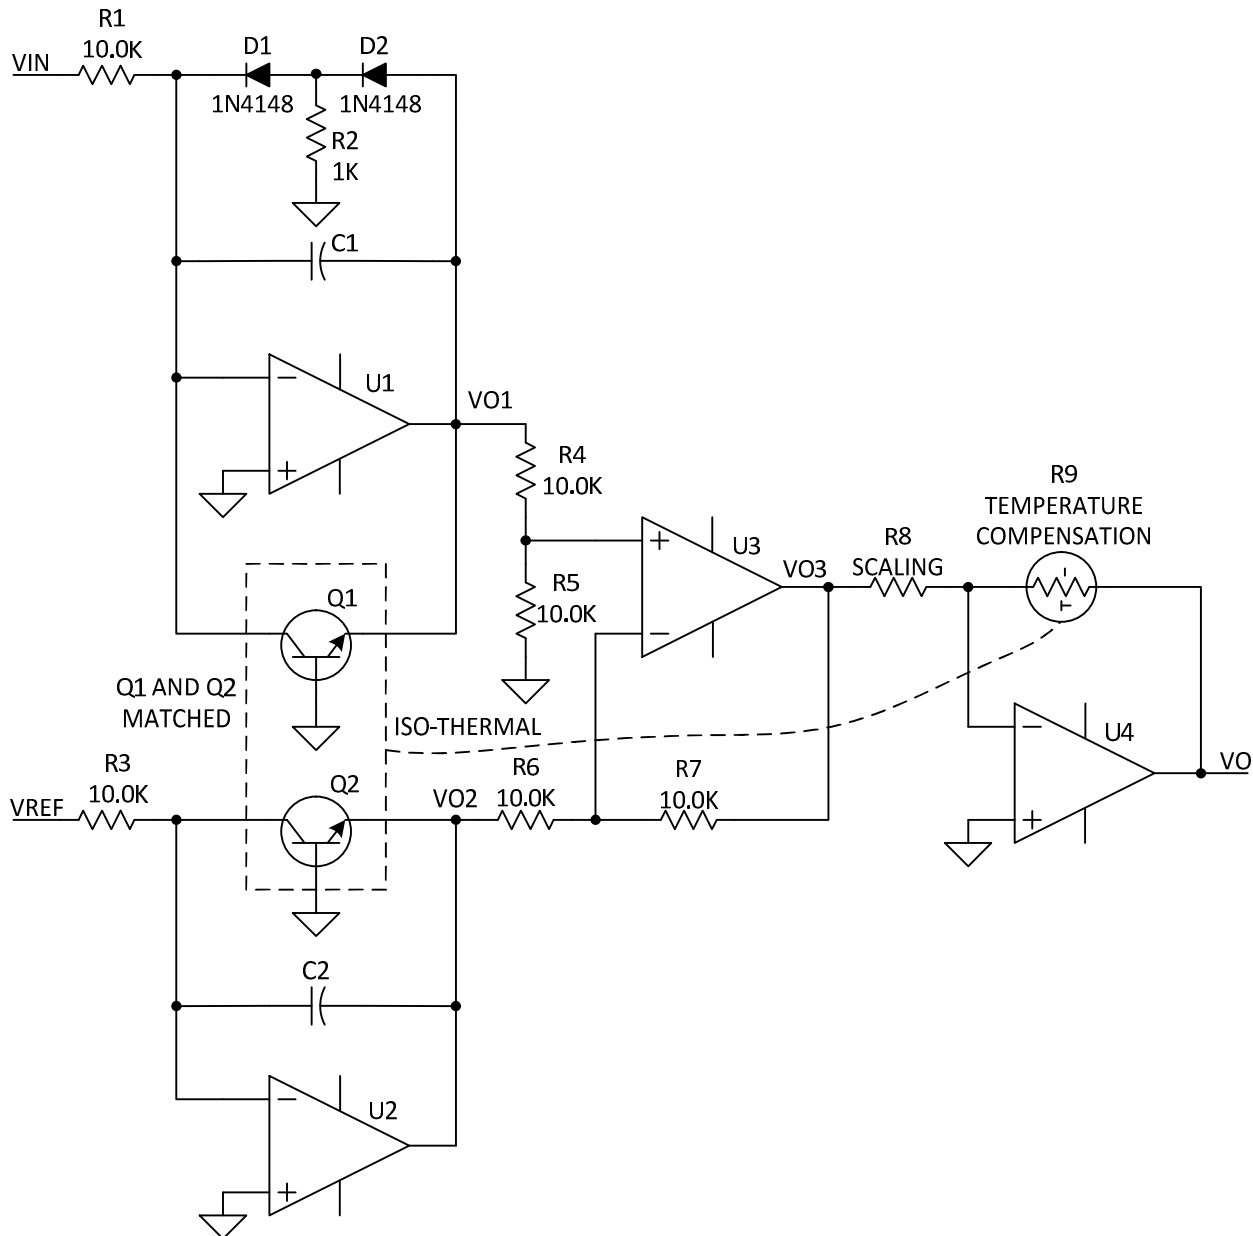 R1
10.0K
VIN
D1
1N4148
D2
1N4148
R2
1K
C1
U1
VO1
R4
10.0K
R5
10.0K
U3
VO3
R8
SCALING
R9
TEMPERATURE
COMPENSATION
-T
Q1
Q1 AND Q2
MATCHED
ISO-THERMAL
U4
VO
R3
10.0K
VREF
Q2
VO2
R6
10.0K
R7
10.0K
C2
U2